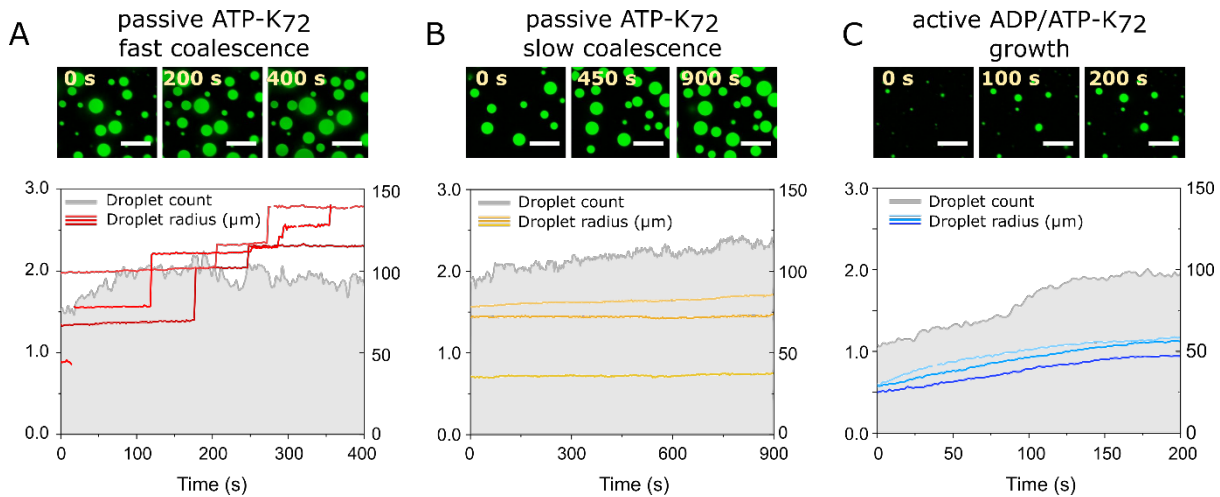 A
passive ATP-K72
fast coalescence
0 s
200 s
400 s
Droplet count
Droplet radius (μm)
3.0
2.0
1.0
0.0
150
100
50
0
0
100
200
300
400
Time (s)
B
passive ATP-K72
slow coalescence
0 s
450 s
900 s
Droplet count
Droplet radius (μm)
3.0
2.0
1.0
0.0
150
100
50
0
0
300
600
900
Time (s)
C
active ADP/ATP-K72
growth
0 s
100 s
200 s
Droplet count
Droplet radius (μm)
3.0
2.0
1.0
0.0
150
100
50
0
0
50
100
150
200
Time (s)